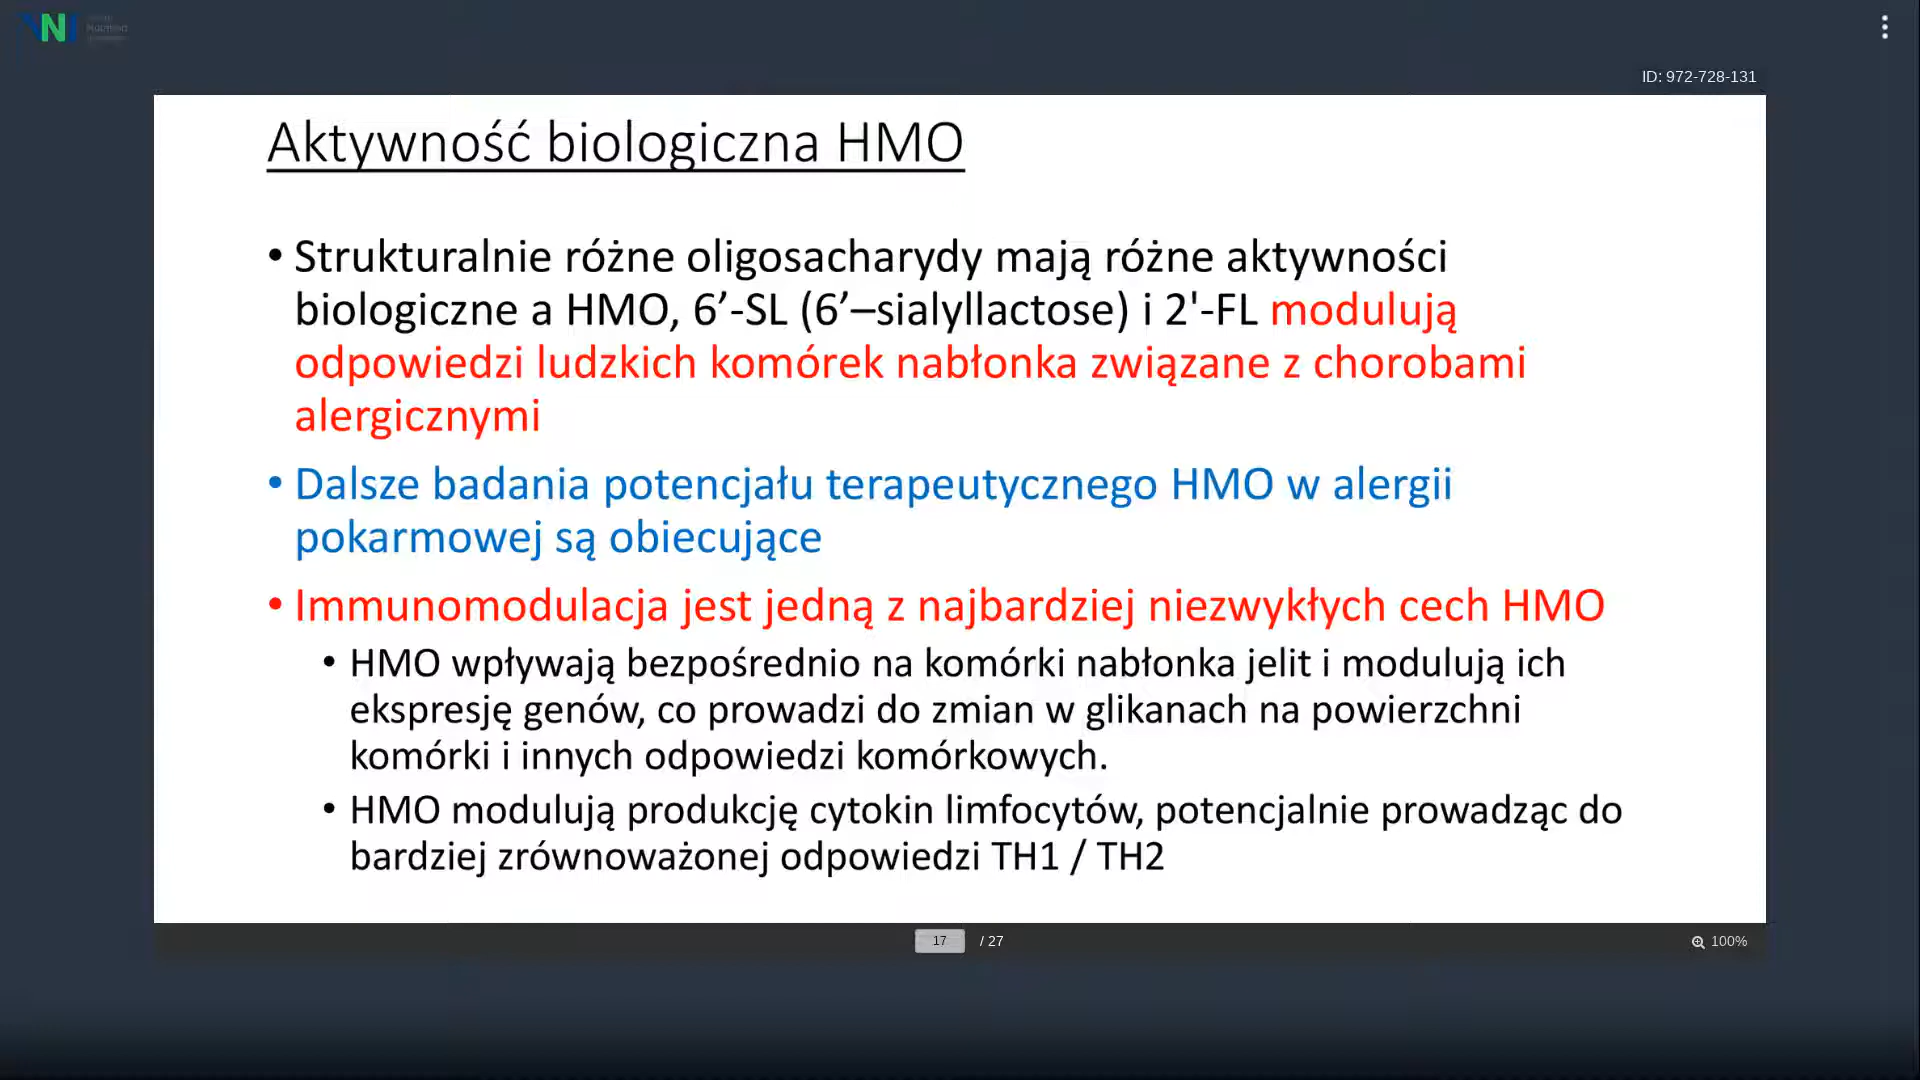 ID: 972-728-131
Aktywność biologiczna HMO
• Strukturalnie różne oligosacharydy mają różne aktywności
biologiczne a HMO, 6’-SL (6’–sialyllactose) i 2'-FL modulują
odpowiedzi ludzkich komórek nabłonka związane z chorobami
alergicznymi
• Dalsze badania potencjału terapeutycznego HMO w alergii
pokarmowej są obiecujące
• Immunomodulacja jest jedną z najbardziej niezwykłych cech HMO
• HMO wpływają bezpośrednio na komórki nabłonka jelit i modulują ich
ekspresję genów, co prowadzi do zmian w glikanach na powierzchni
komórki i innych odpowiedzi komórkowych.
• HMO modulują produkcję cytokin limfocytów, potencjalnie prowadząc do
bardziej zrównoważonej odpowiedzi TH1 / TH2
17 / 27
100%